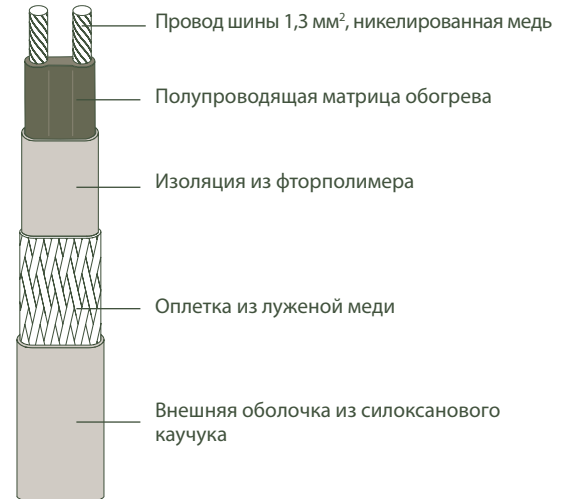 Провод шины 1,3 мм², никелированная медь
Полупроводящая матрица обогрева
Изоляция из фторполимера
Оплетка из луженой меди
Внешняя оболочка из силоксанового
каучука